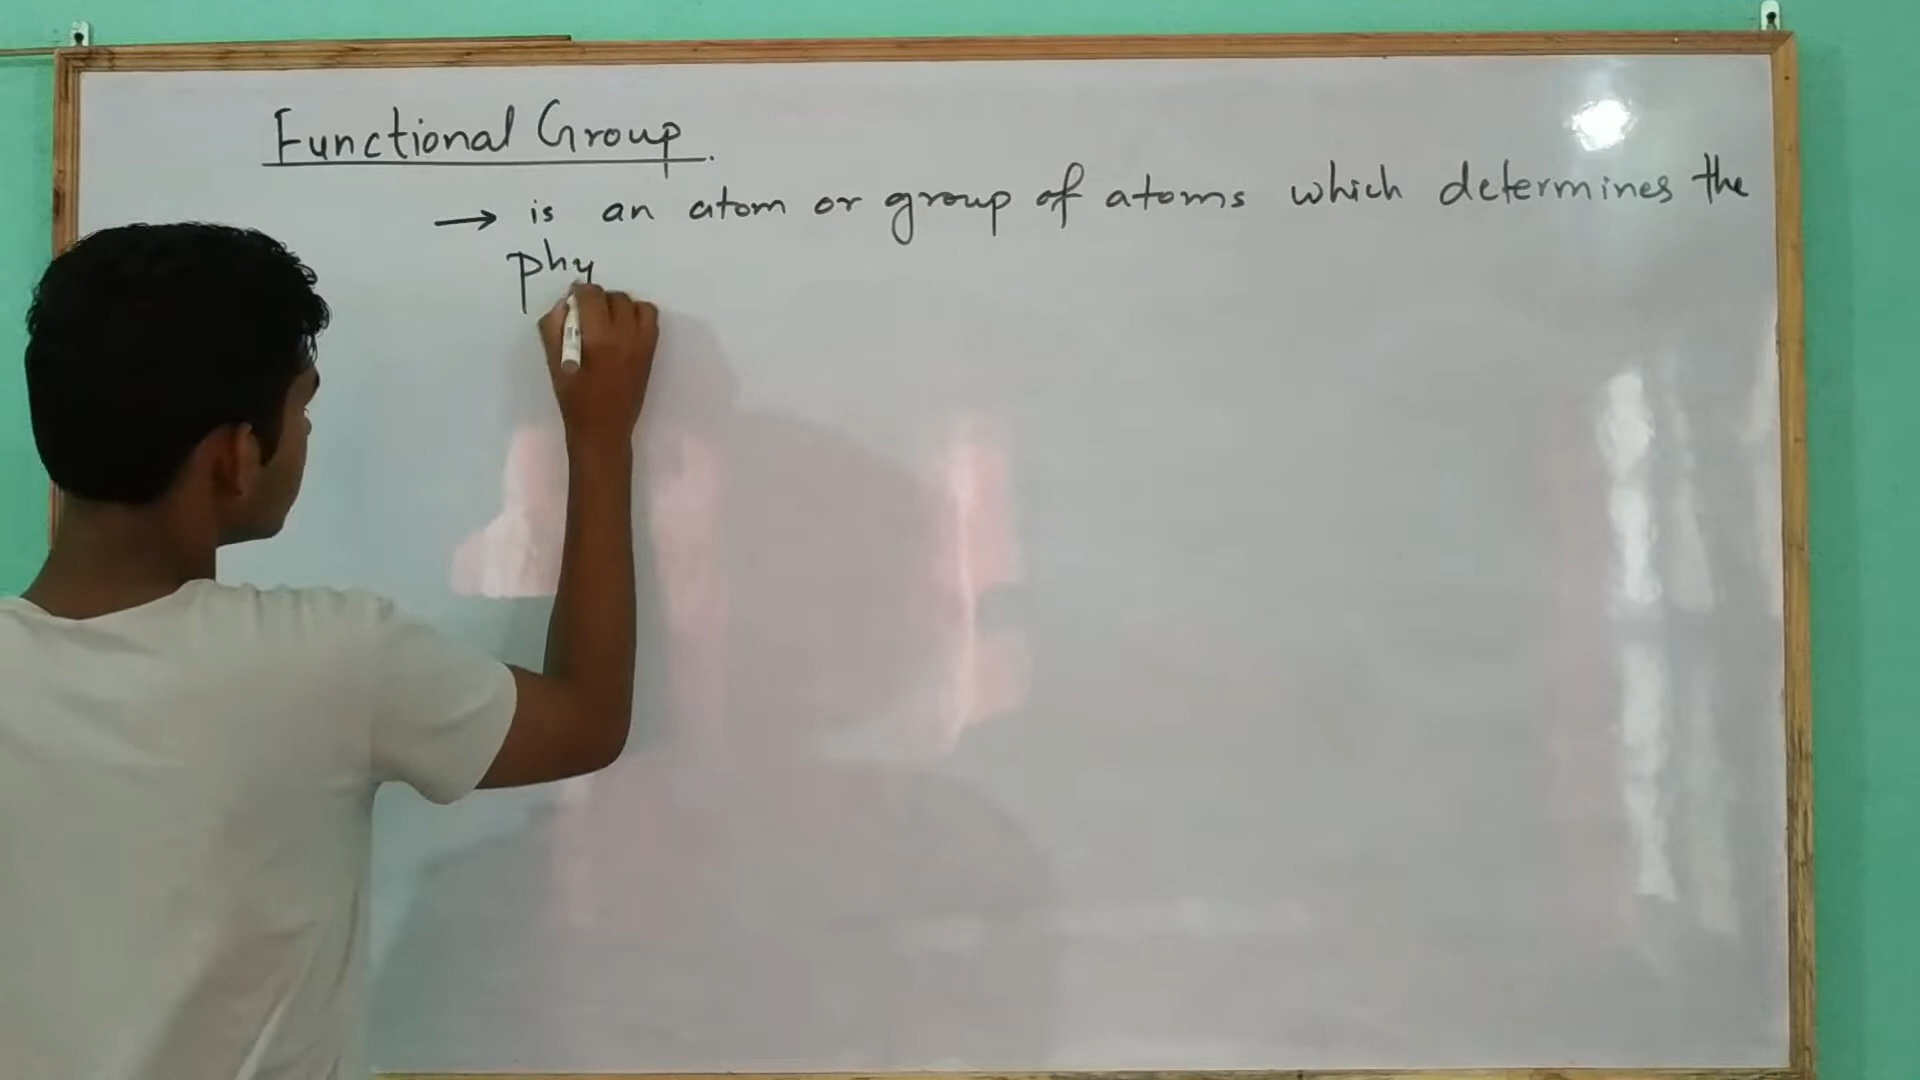 Functional Group.
→ is an atom or group of atoms which determines the
phy